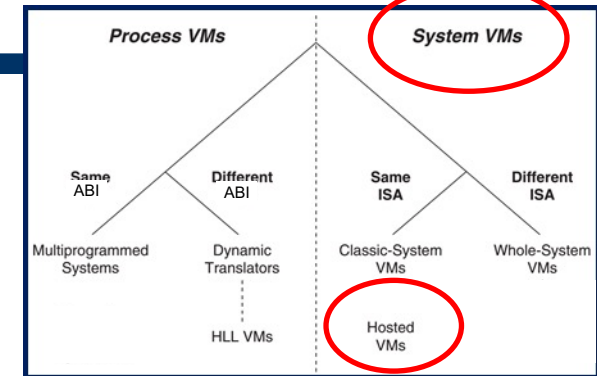 Process VMs
System VMs
Same
ABI
Different
ABI
Same
ISA
Different
ISA
Multiprogrammed
Systems
Dynamic
Translators
Classic-System
VMs
Whole-System
VMs
HLL VMs
Hosted
VMs